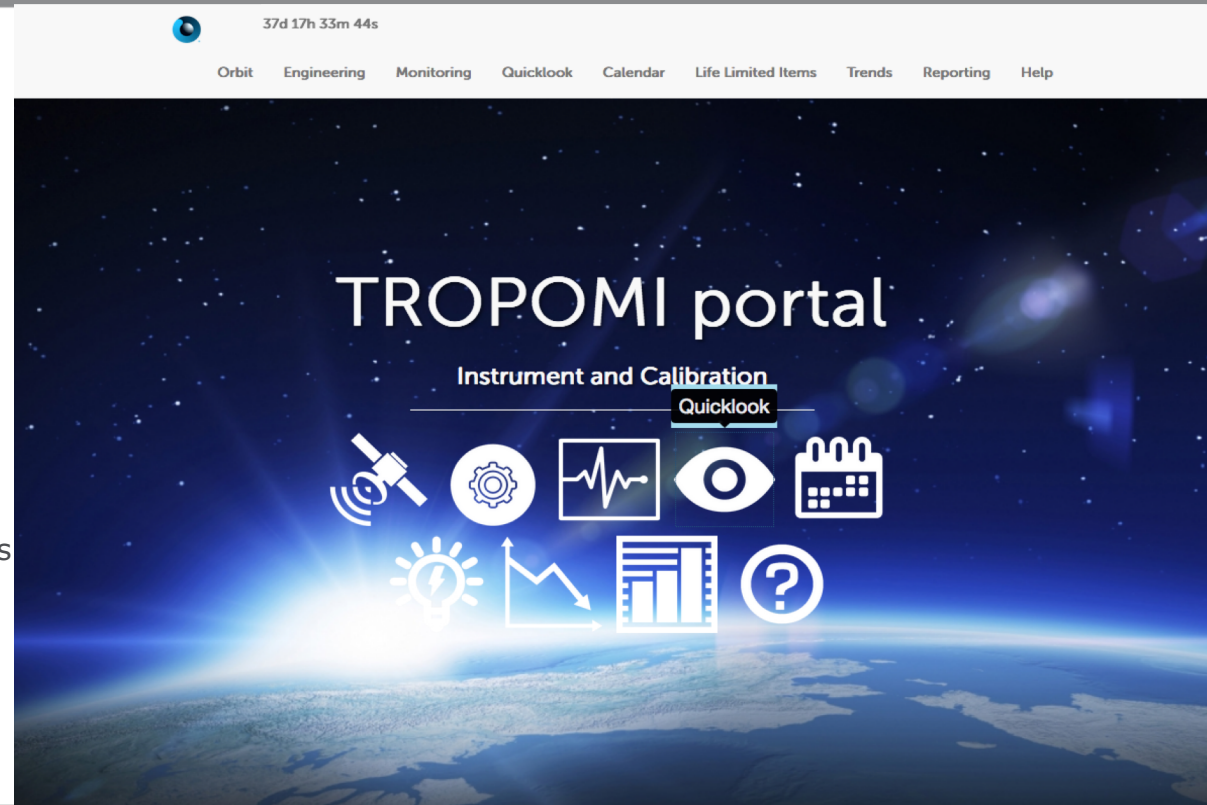 37d 17h 33m 44s
Orbit Engineering Monitoring Quicklook Calendar Life Limited Items Trends Reporting Help
TROPOMI portal
Instrument and Calibration
Quicklook
s
?